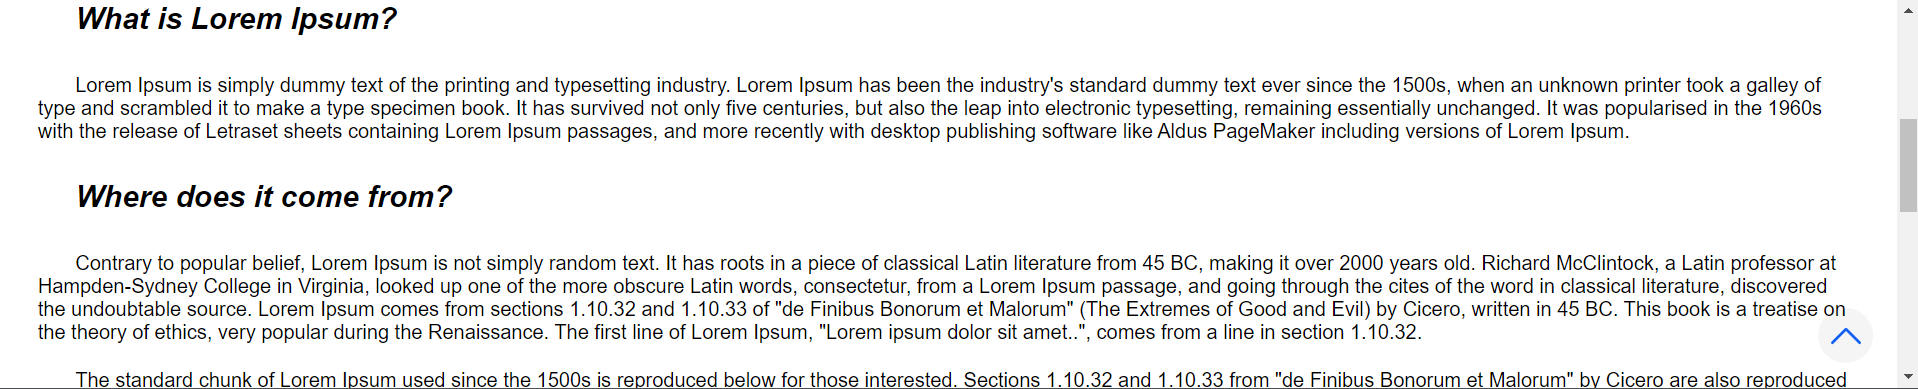 What is Lorem Ipsum?
Lorem Ipsum is simply dummy text of the printing and typesetting industry. Lorem Ipsum has been the industry's standard dummy text ever since the 1500s, when an unknown printer took a galley of
type and scrambled it to make a type specimen book. It has survived not only five centuries, but also the leap into electronic typesetting, remaining essentially unchanged. It was popularised in the 1960s
with the release of Letraset sheets containing Lorem Ipsum passages, and more recently with desktop publishing software like Aldus PageMaker including versions of Lorem Ipsum.
Where does it come from?
Contrary to popular belief, Lorem Ipsum is not simply random text. It has roots in a piece of classical Latin literature from 45 BC, making it over 2000 years old. Richard McClintock, a Latin professor at
Hampden-Sydney College in Virginia, looked up one of the more obscure Latin words, consectetur, from a Lorem Ipsum passage, and going through the cites of the word in classical literature, discovered
the undoubtable source. Lorem Ipsum comes from sections 1.10.32 and 1.10.33 of "de Finibus Bonorum et Malorum" (The Extremes of Good and Evil) by Cicero, written in 45 BC. This book is a treatise on
the theory of ethics, very popular during the Renaissance. The first line of Lorem Ipsum, "Lorem ipsum dolor sit amet..", comes from a line in section 1.10.32.
The standard chunk of Lorem Ipsum used since the 1500s is reproduced below for those interested. Sections 1.10.32 and 1.10.33 from "de Finibus Bonorum et Malorum" by Cicero are also reproduced